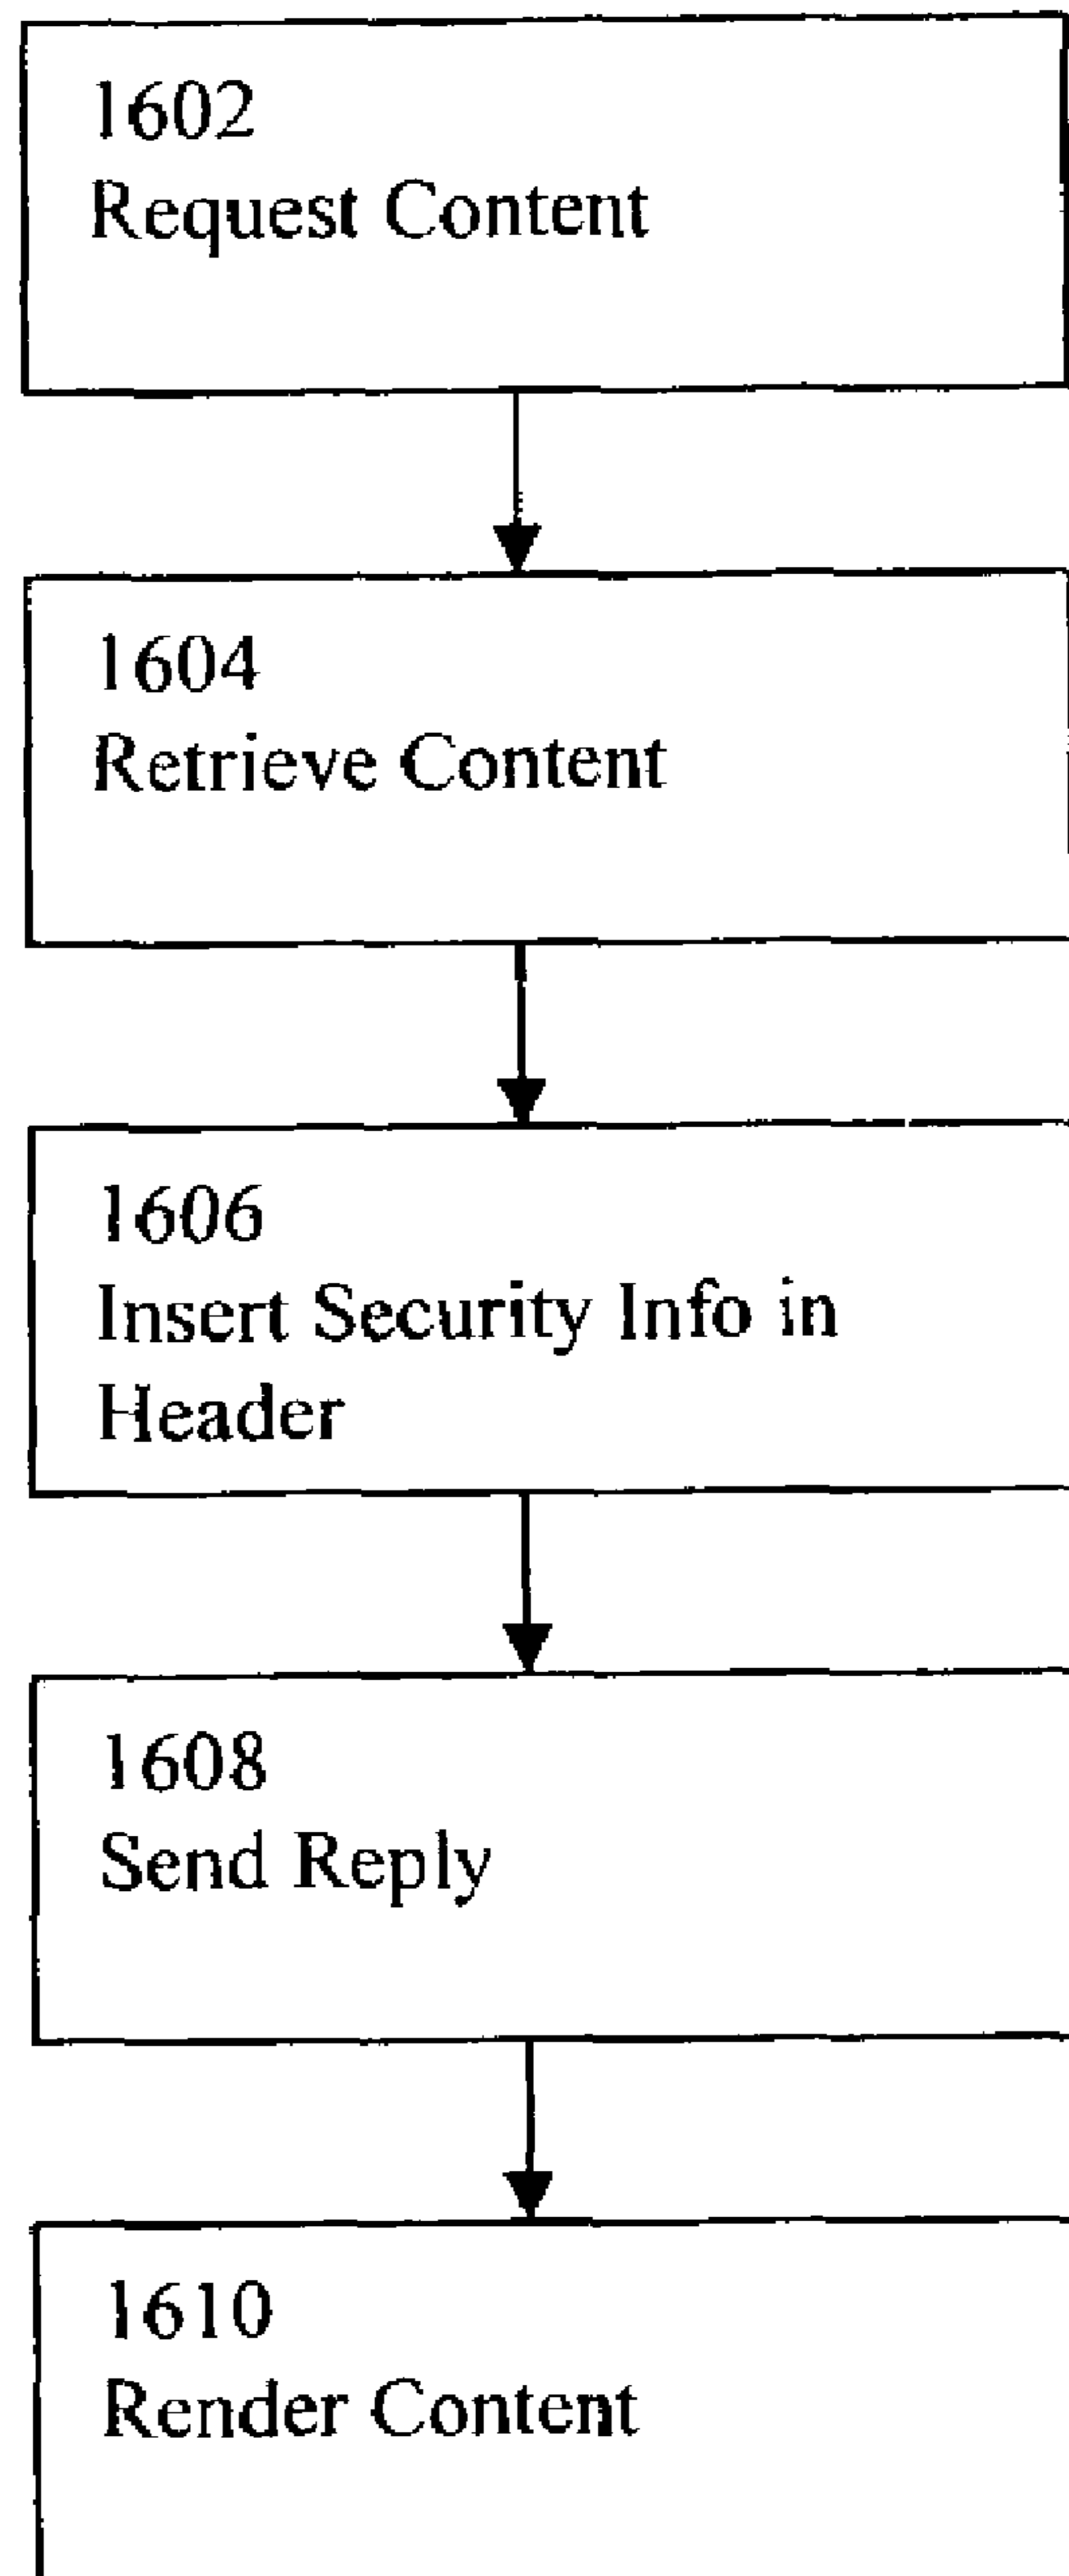 1602
Request Content
1604
Retrieve Content
1606
Insert Security Info in
Header
1608
Send Reply
1610
Render Content